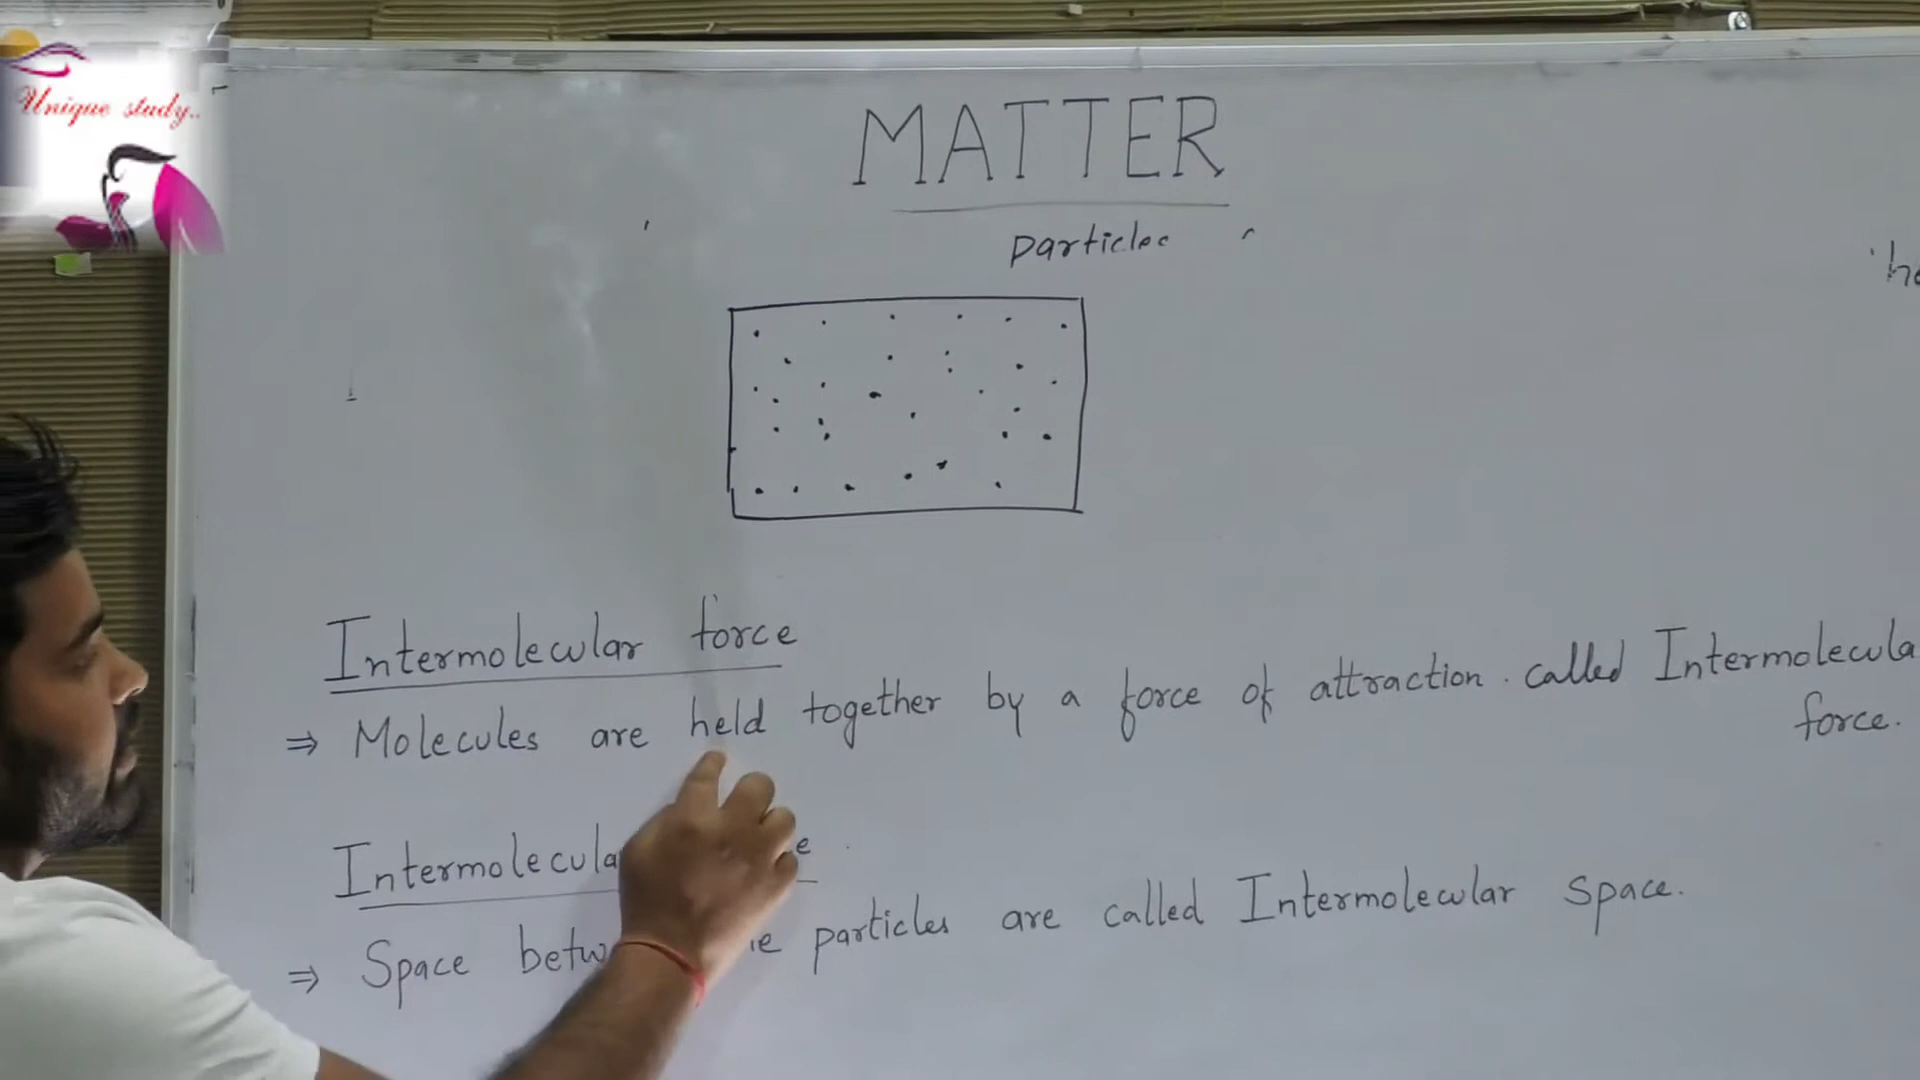 Unique study..
MATTER
particles
Intermolecular force
⇒ Molecules are held together by a force of attraction. called Intermolecula
force.
Intermolecula
⇒ Space particles are called Intermolecular space.